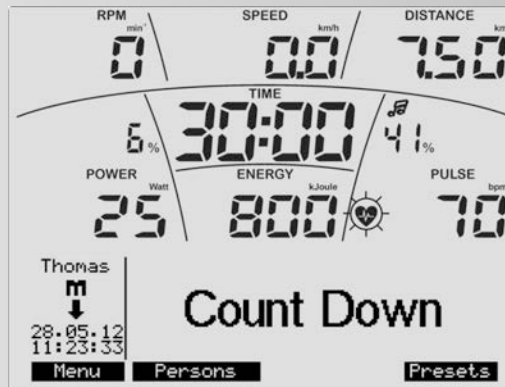 RPM SPEED DISTANCE
min⁻ km/h km
0 0.0 7.50
TIME
6% 30:00 41%
POWER ENERGY PULSE
Watt kJoule bpm
25 800 70
Thomas
m
28.05.12
11:23:33
Count Down
Menu Persons Presets